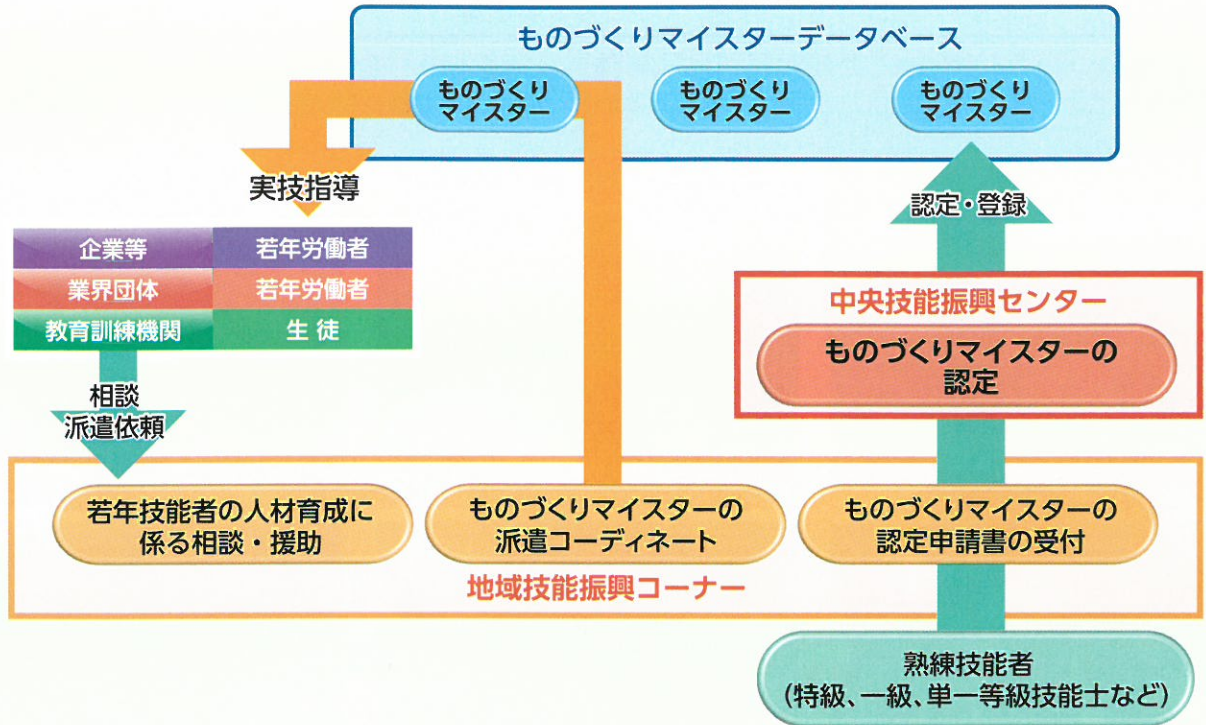 ものづくりマイスターデータベース
ものづくり
マイスター
ものづくり
マイスター
ものづくり
マイスター
実技指導
認定・登録
企業等 若年労働者
業界団体 若年労働者
教育訓練機関 生徒
中央技能振興センター
ものづくりマイスターの
認定
相談
派遣依頼
若年技能者の人材育成に
係る相談・援助
ものづくりマイスターの
派遣コーディネート
ものづくりマイスターの
認定申請書の受付
地域技能振興コーナー
熟練技能者
(特級、一級、単一等級技能士など)